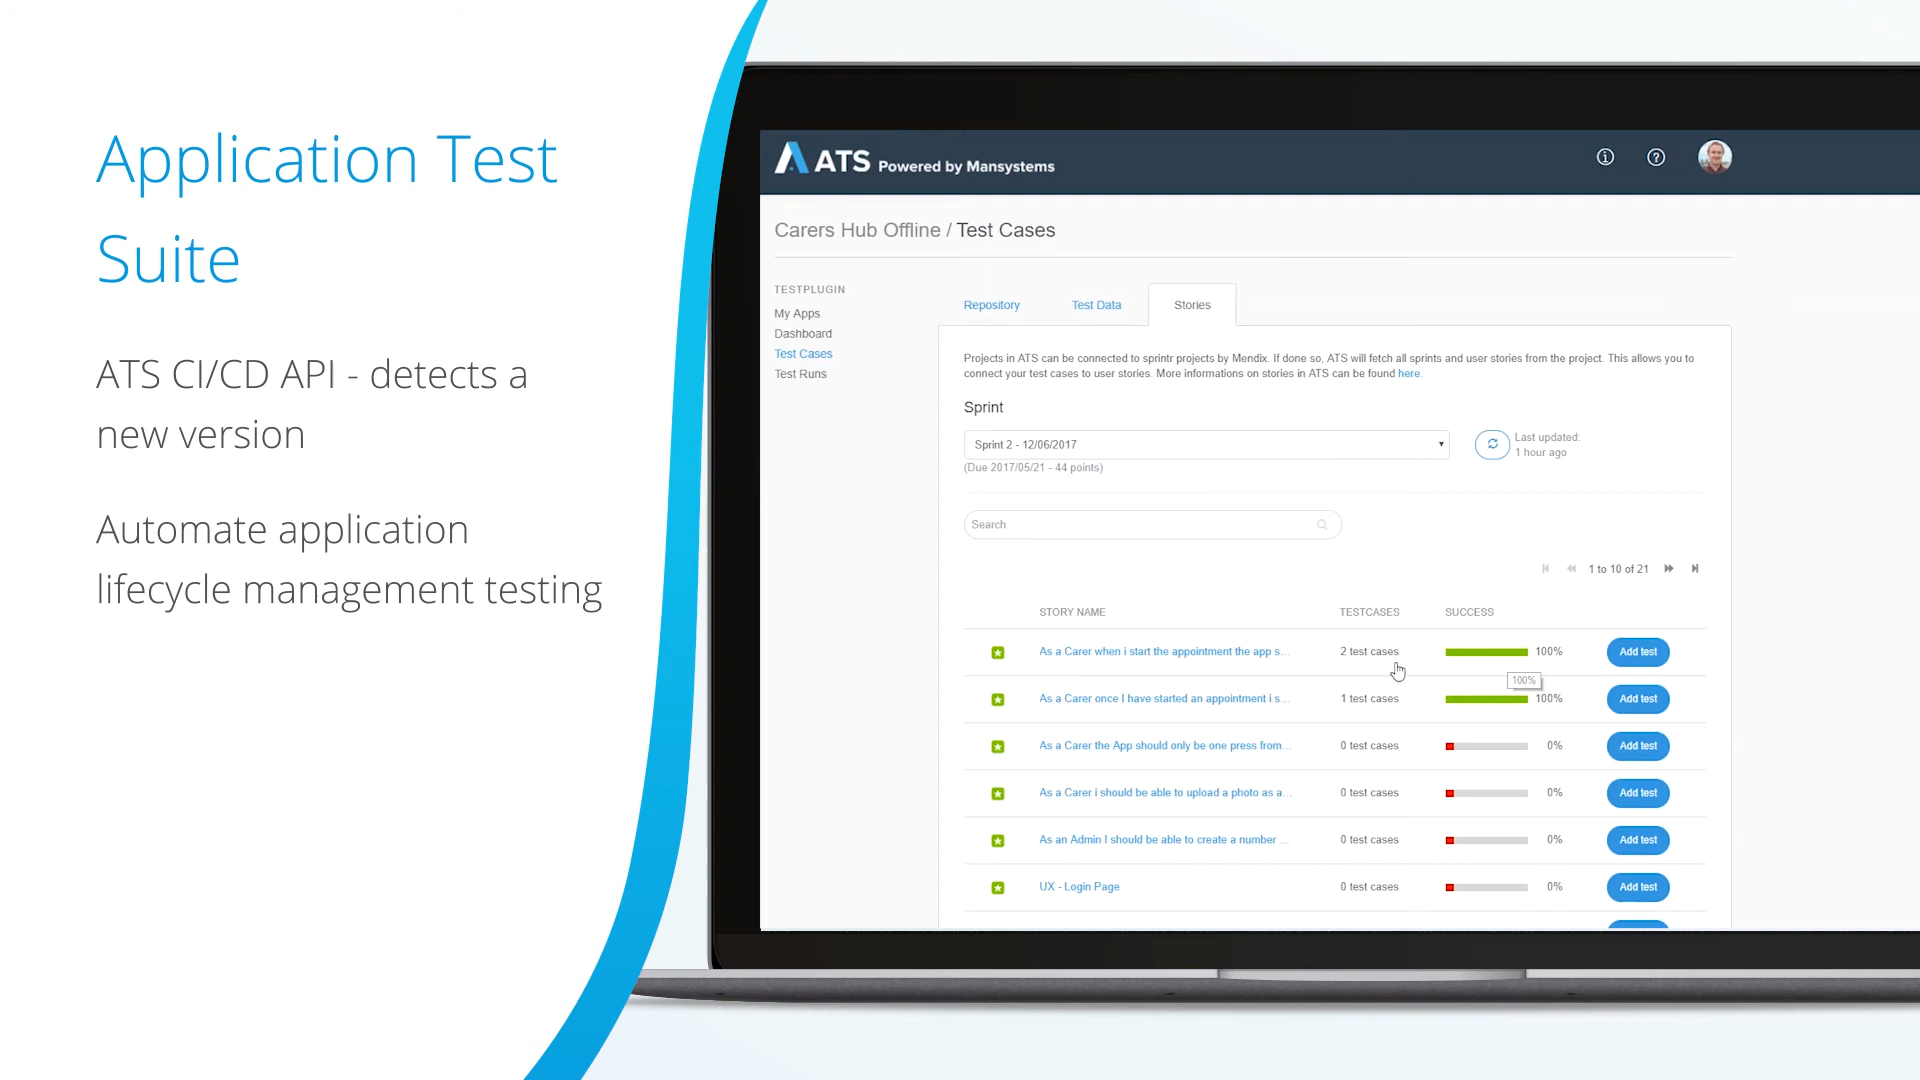 Application Test
Suite
ATS CI/CD API - detects a
new version
Automate application
lifecycle management testing
ATS Powered by Mansystems
Carers Hub Offline / Test Cases
TESTPLUGIN
My Apps
Dashboard
Test Cases
Test Runs
Repository
Test Data
Stories
Projects in ATS can be connected to sprintr projects by Mendix. If done so, ATS will fetch all sprints and user stories from the project. This allows you to
connect your test cases to user stories. More informations on stories in ATS can be found here.
Sprint
Sprint 2 - 12/06/2017
Last updated:
1 hour ago
(Due 2017/05/21 - 44 points)
Search
1 to 10 of 21
STORY NAME TESTCASES SUCCESS
As a Carer when i start the appointment the app s... 2 test cases 100% Add test
100%
As a Carer once I have started an appointment i s... 1 test cases 100% Add test
As a Carer the App should only be one press from... 0 test cases 0% Add test
As a Carer i should be able to upload a photo as a... 0 test cases 0% Add test
As an Admin I should be able to create a number ... 0 test cases 0% Add test
UX - Login Page 0 test cases 0% Add test